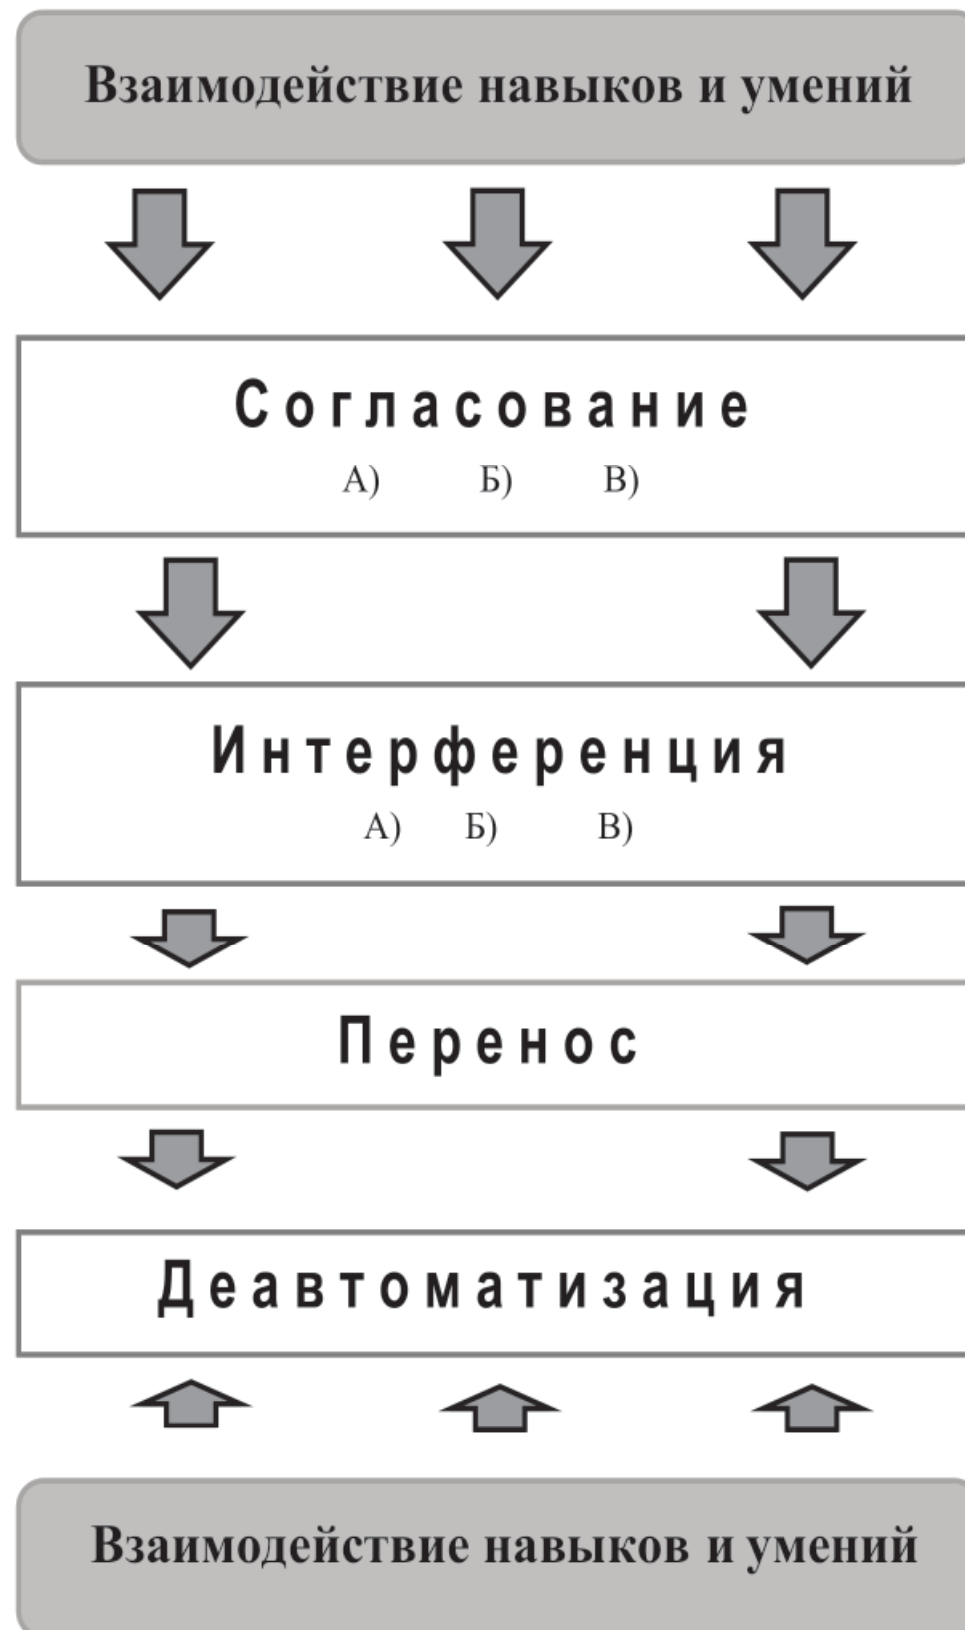 Взаимодействие навыков и умений
Согласование
А) Б) В)
Интерференция
А) Б) В)
Перенос
Деавтоматизация
Взаимодействие навыков и умений